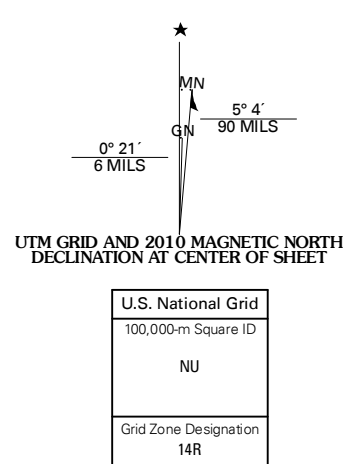 ★
MN
5° 4´
90 MILS
GN
0° 21´
6 MILS
UTM GRID AND 2010 MAGNETIC NORTH
DECLINATION AT CENTER OF SHEET
U.S. National Grid
100,000-m Square ID
NU
Grid Zone Designation
14R